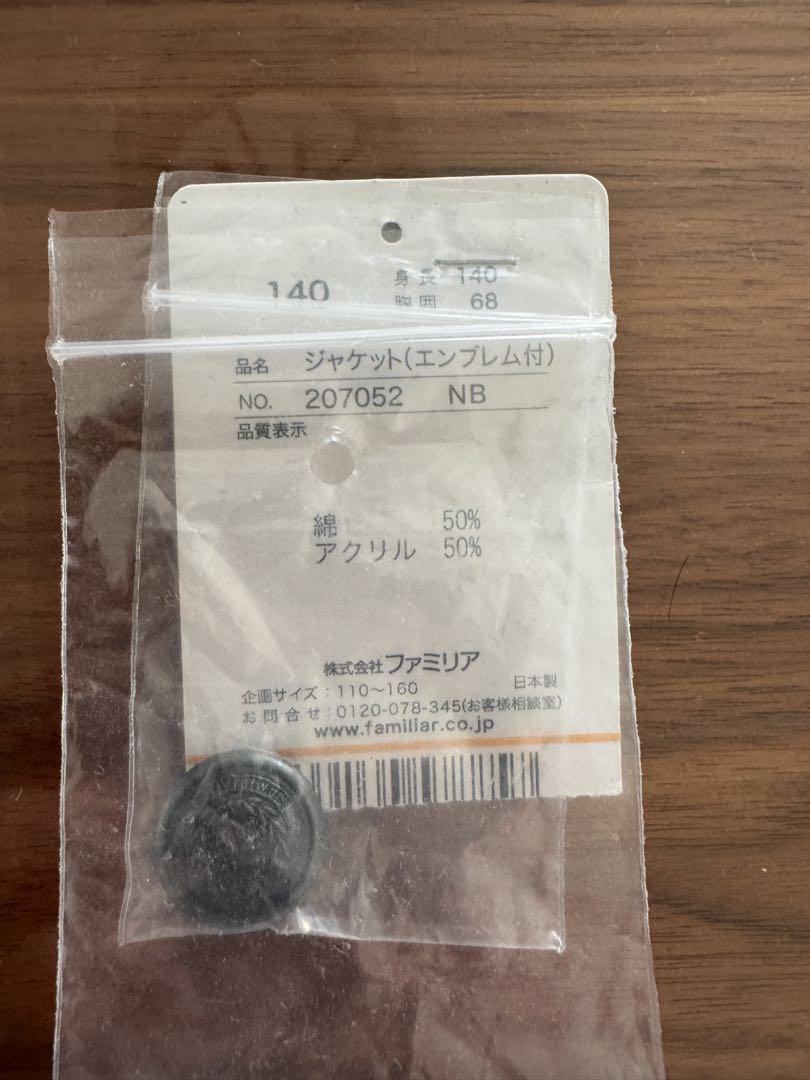 140
身長 140
胸囲 68
品名 ジャケット(エンブレム付)
NO. 207052 NB
品質表示
綿 50%
アクリル 50%
株式会社ファミリア
企画サイズ:110〜160 日本製
お問合せ:0120-078-345(お客様相談室)
www.familiar.co.jp